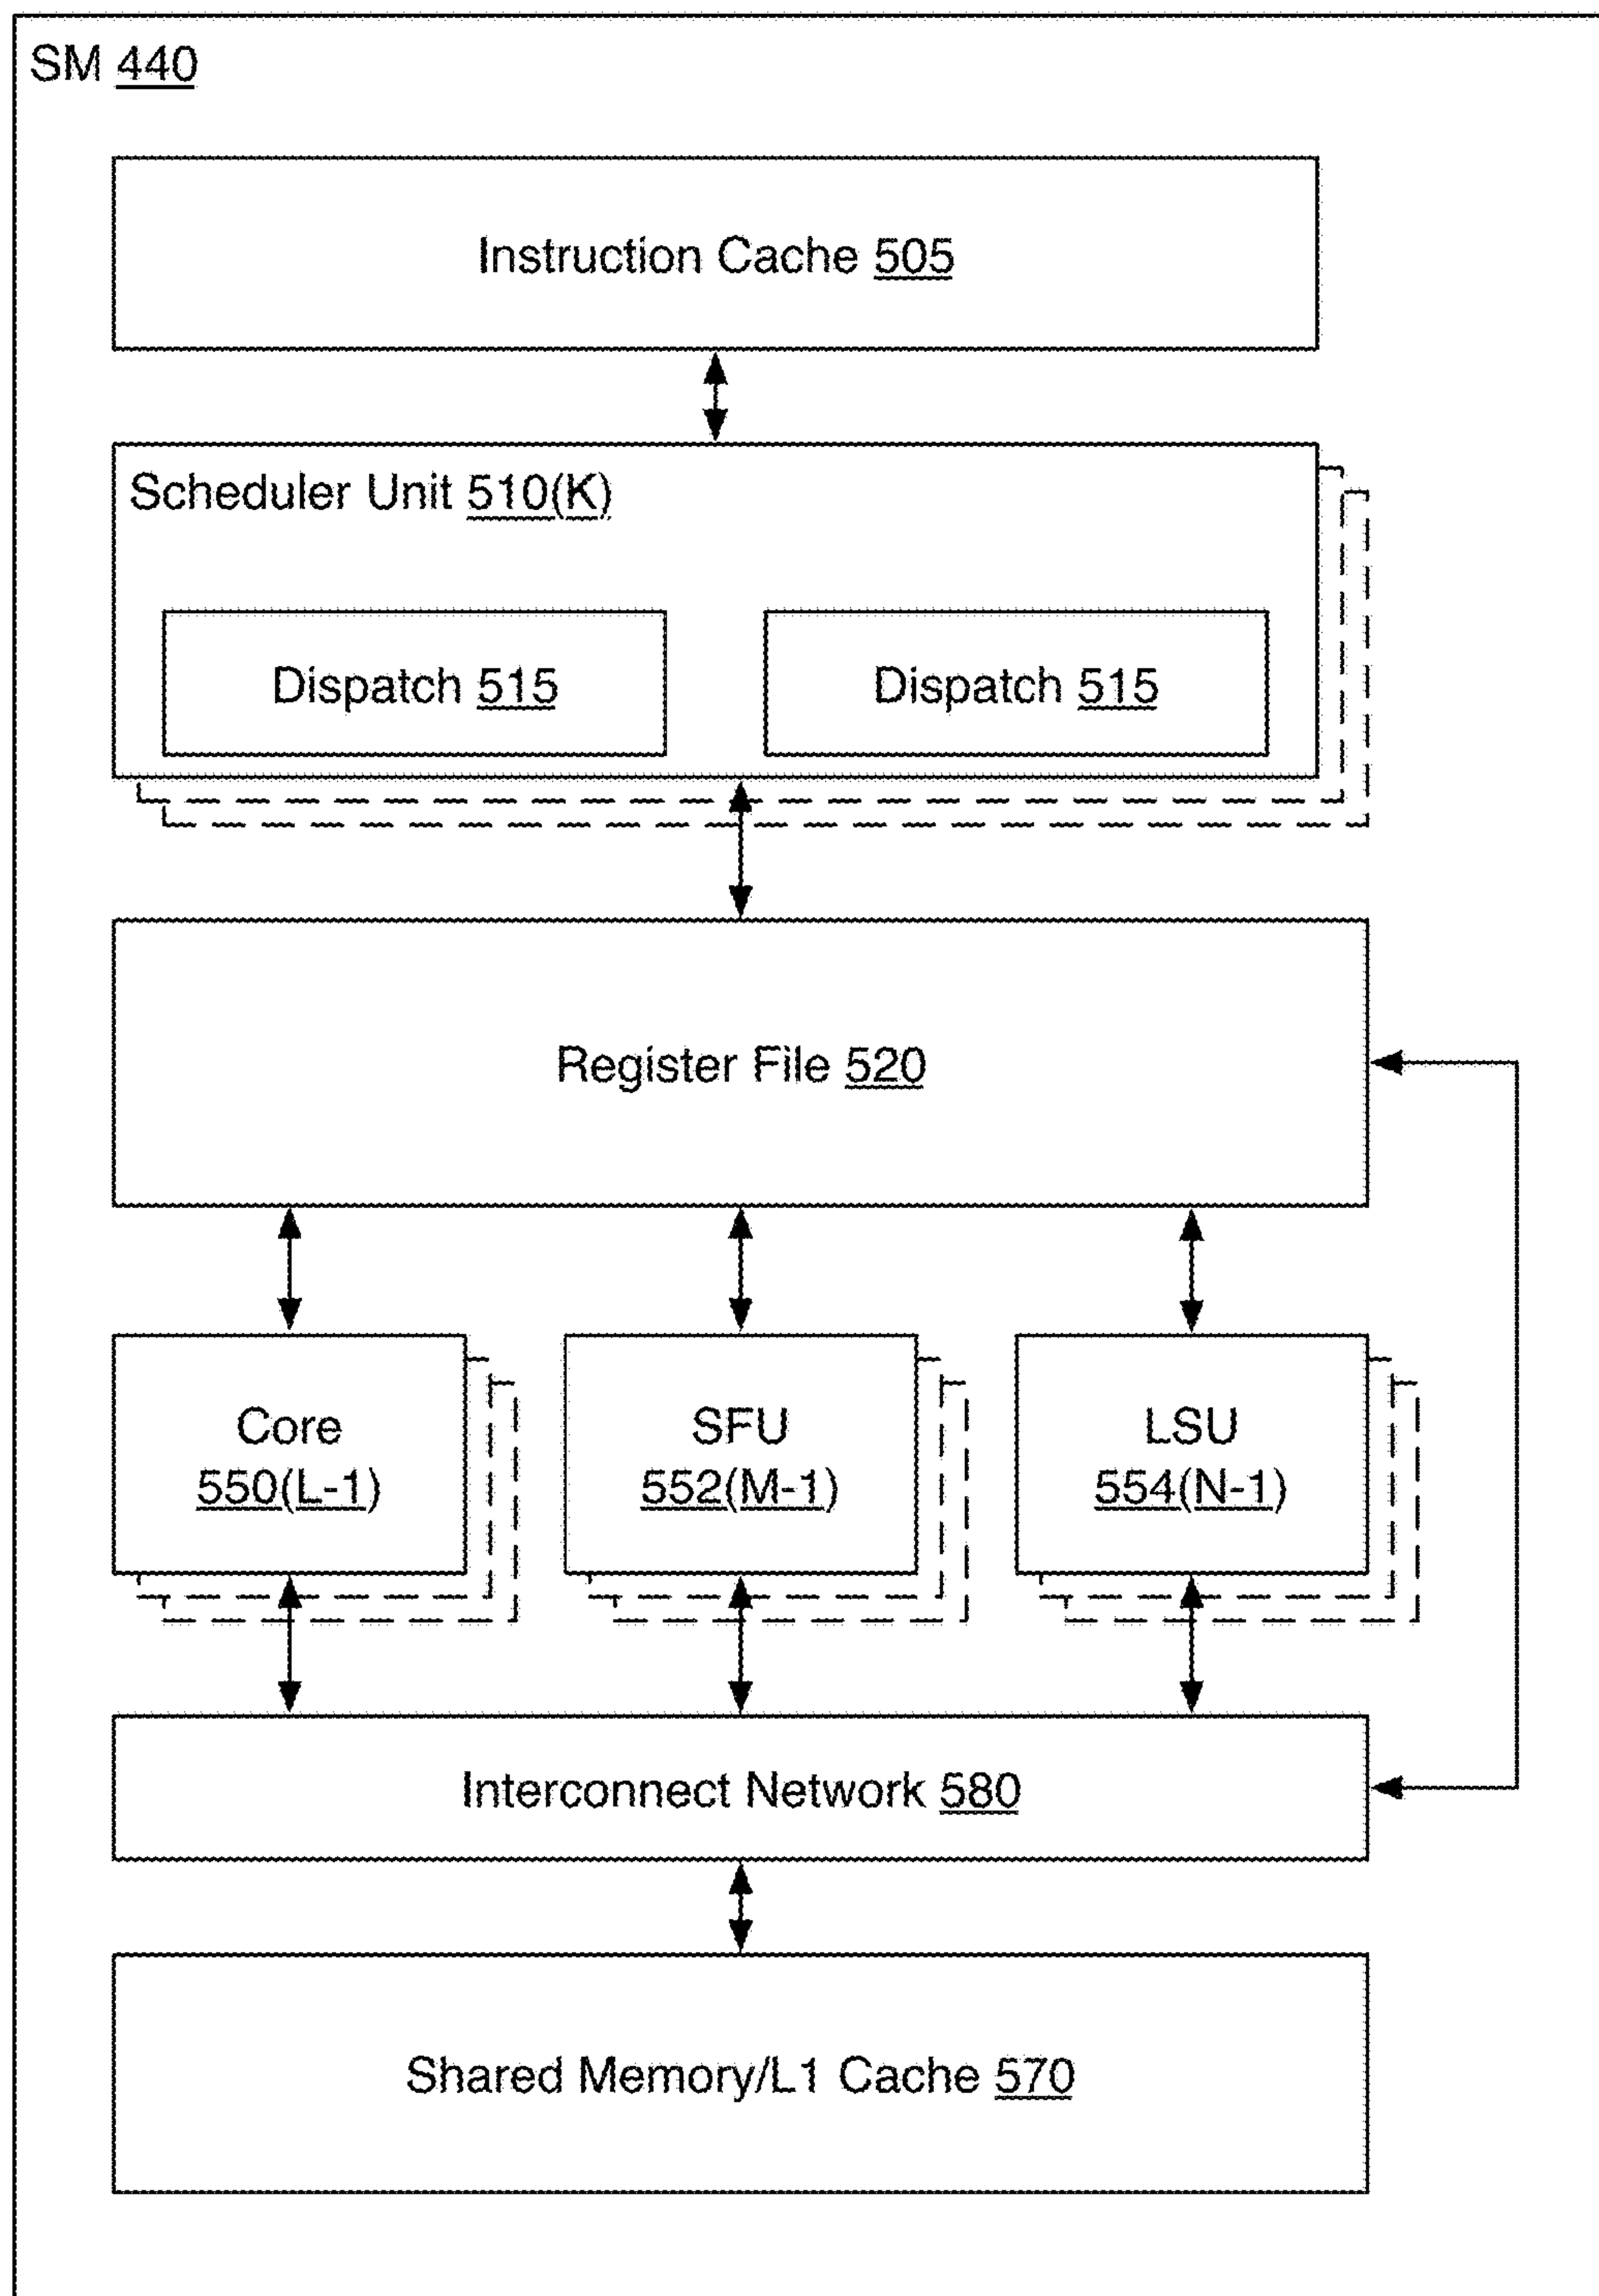 SM 440
Instruction Cache 505
Scheduler Unit 510(K)
Dispatch 515
Dispatch 515
Register File 520
Core
550(L-1)
SFU
552(M-1)
LSU
554(N-1)
Interconnect Network 580
Shared Memory/L1 Cache 570